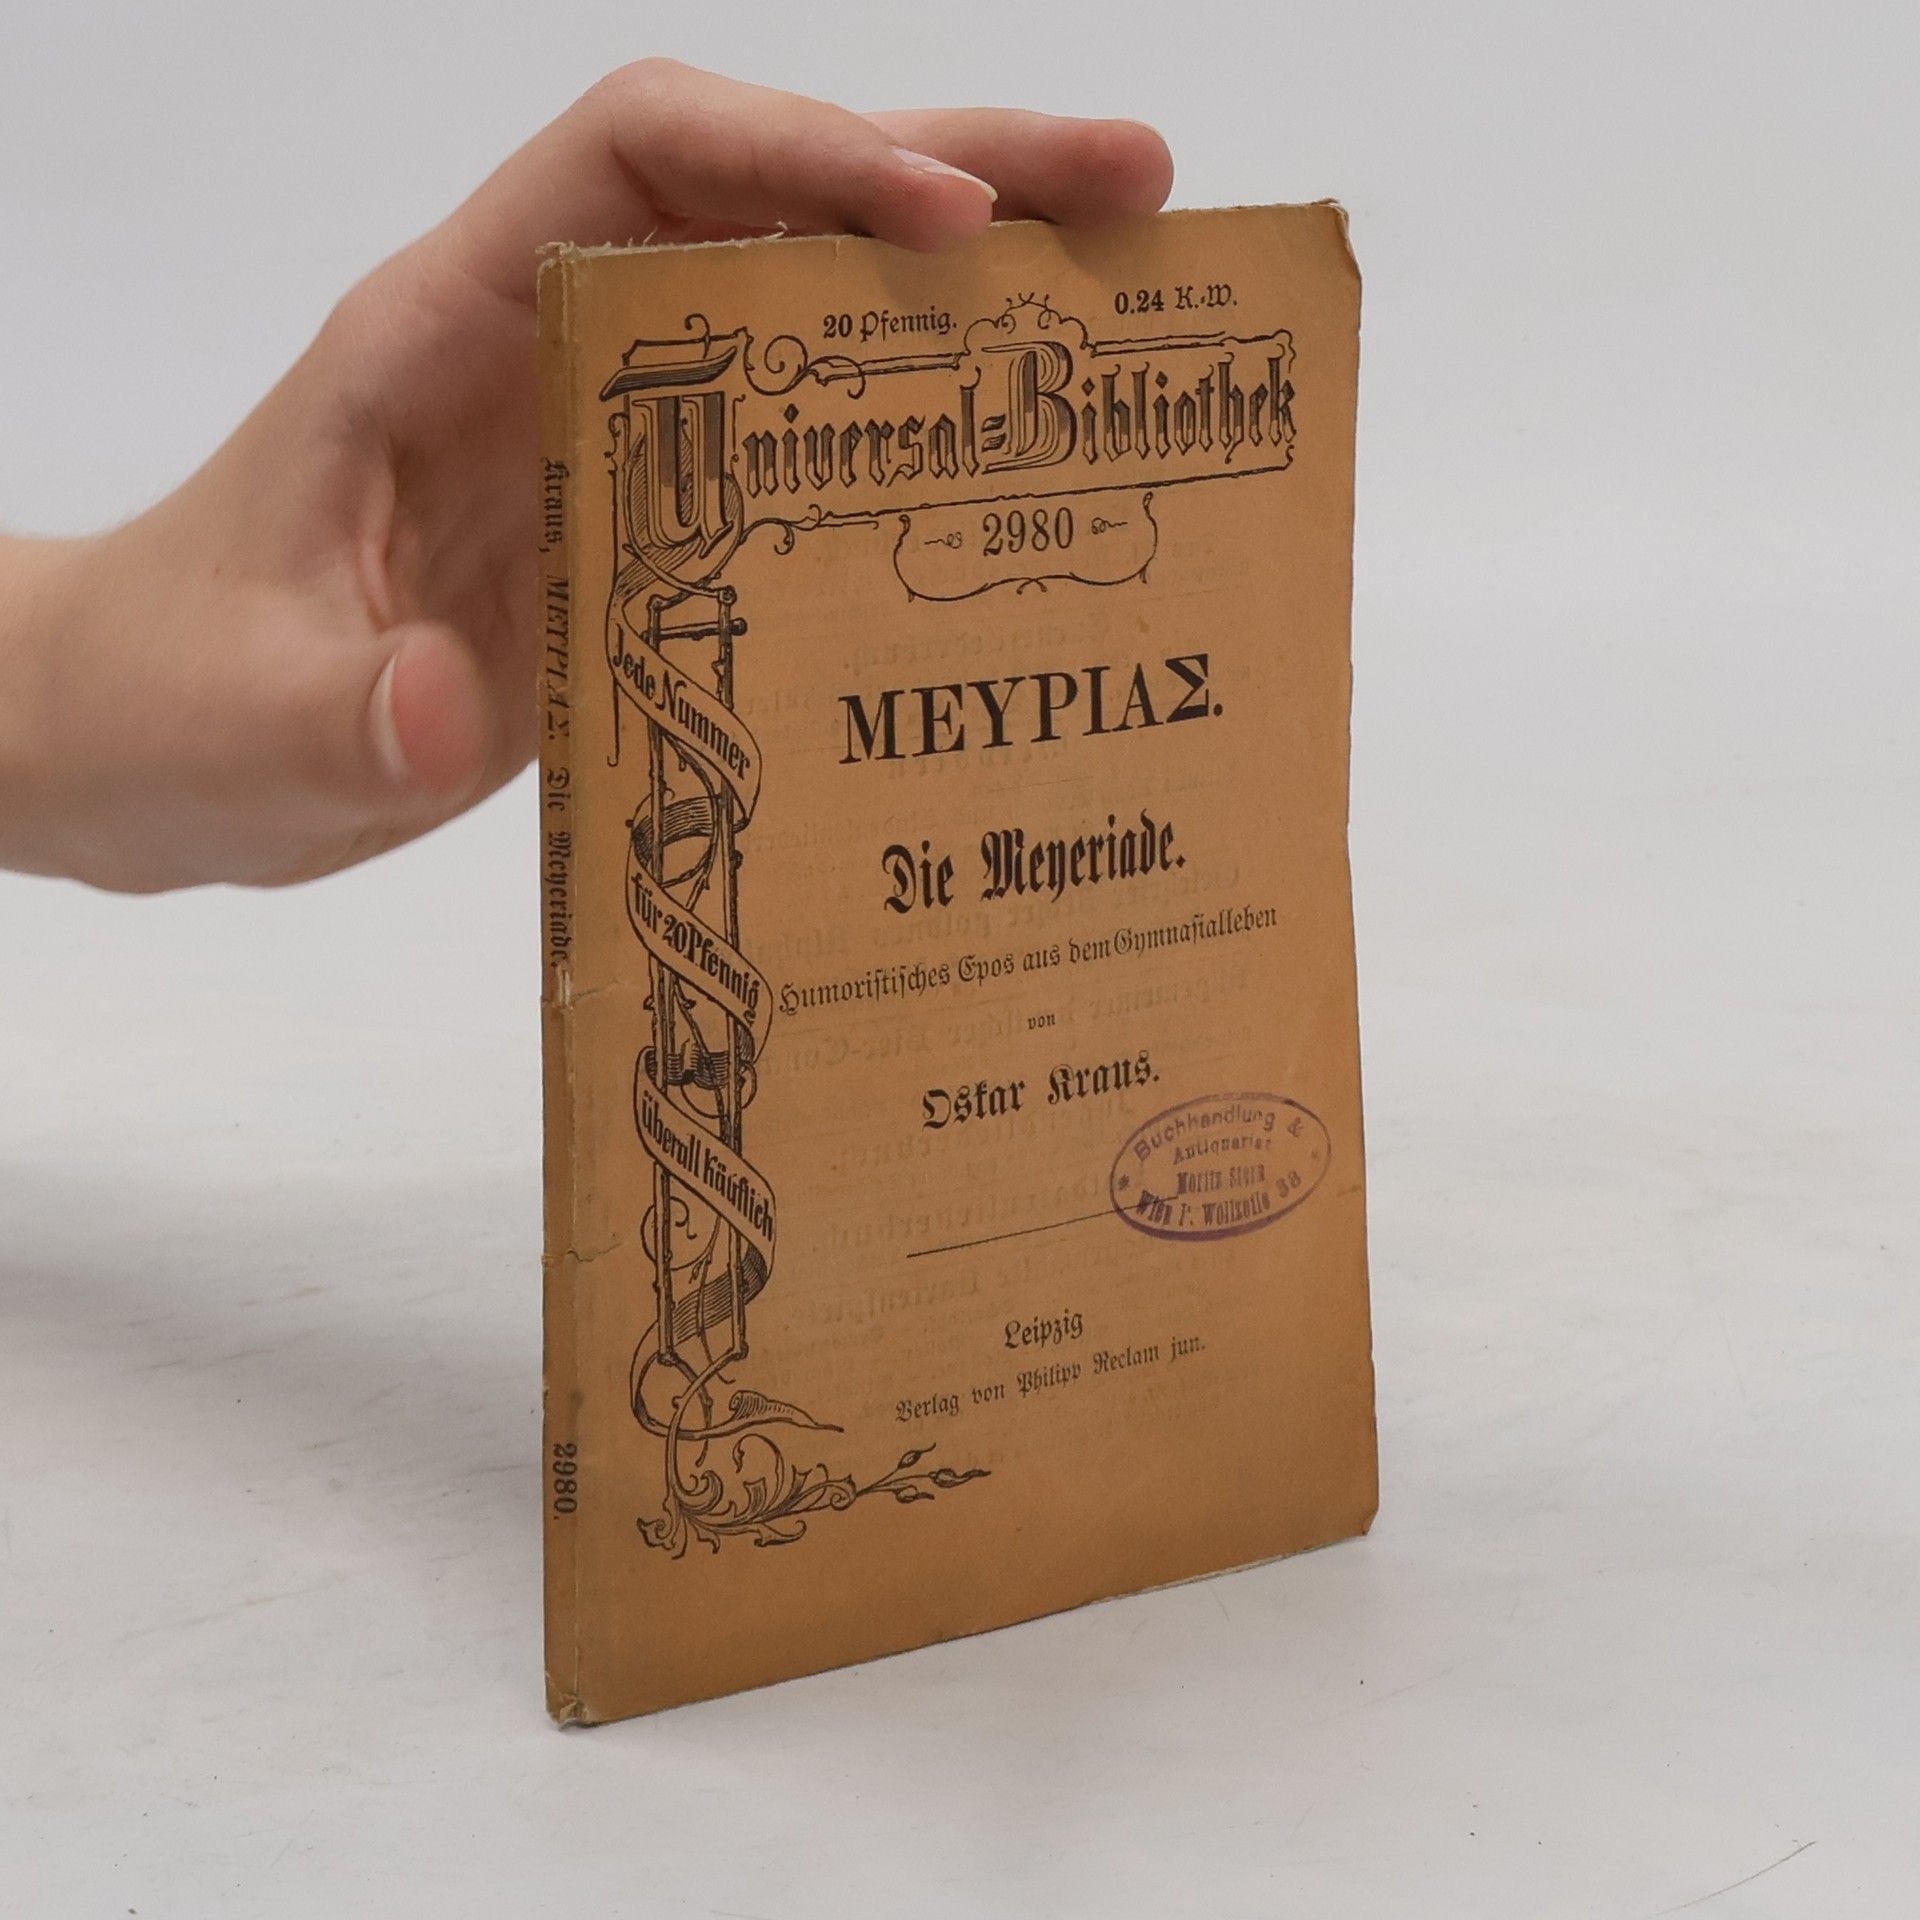 20 Pfennig. 0.24 K.=W.
Universal=Bibliothek
2980
Jede Nummer
für 20 Pfennig
überall käuflich
ΜΕΥΡΙΑΣ.
Die Meyeriade.
Humoristisches Epos aus dem Gymnasialleben
von
Oskar Kraus.
Buchhandlung &
Antiquariat
Moritz Stern
Wien I. Wollzeile 38
Leipzig
Verlag von Philipp Reclam jun.
Kraus, ΜΕΥΡΙΑΣ. Die Meyeriade.
2980.